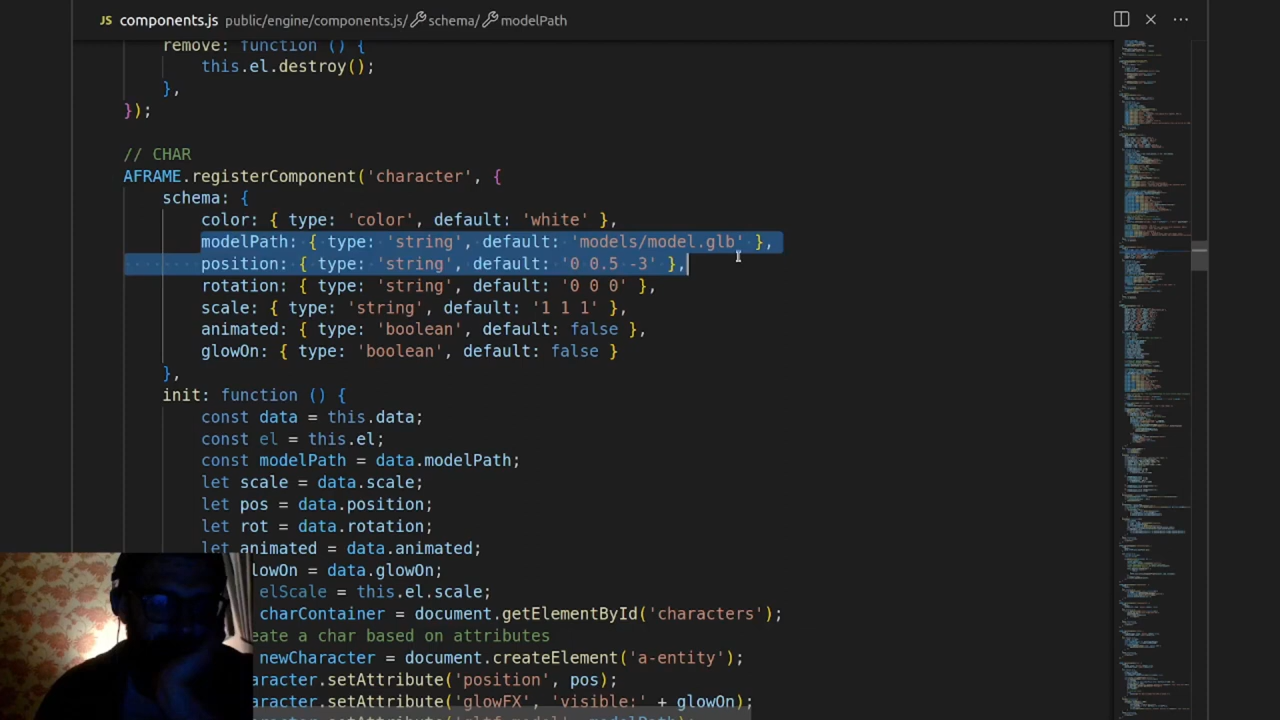 JS components.js public/engine/components.js/ schema/ modelPath
remove: function () {
this.el.destroy();
},
});
// CHAR
AFRAME.registerComponent('character', {
schema: {
color: { type: 'color', default: 'white' },
modelPath: { type: 'string', default: 'models/model.glb' },
position: { type: 'string', default: '0 0.5 -3' },
rotation: { type: 'string', default: '0 0 0' },
scale: { type: 'string', default: '1 1 1' },
animated: { type: 'boolean', default: false },
glowOn: { type: 'boolean', default: false }
},
init: function () {
const data = this.data;
const el = this.el;
const modelPath = data.modelPath;
let scale = data.scale;
let pos = data.position;
let rot = data.rotation;
let animated = data.animated;
lowOn = data.glowOn;
elScale = this.el.scale;
charContainer = document.getElementById('characters');
eate a char based on attributes
newCharacter = document.createElement('a-entity');
aracter.setAttribute('position', pos);
aracter.setAttribute('glowFX', 'visible:' + glowOn);